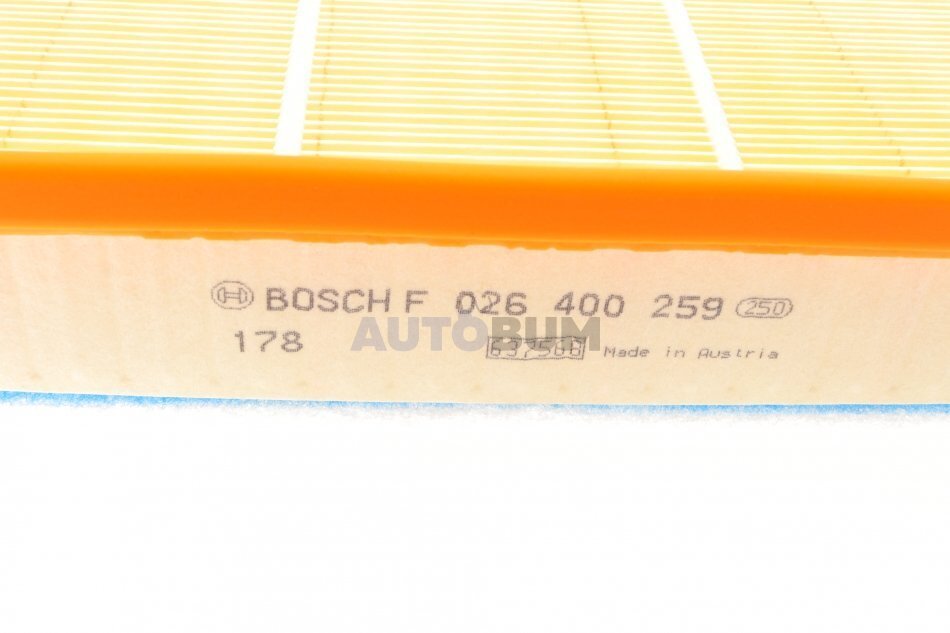 BOSCH F 026 400 259 250
AUTOBUM
178 Made in Austria